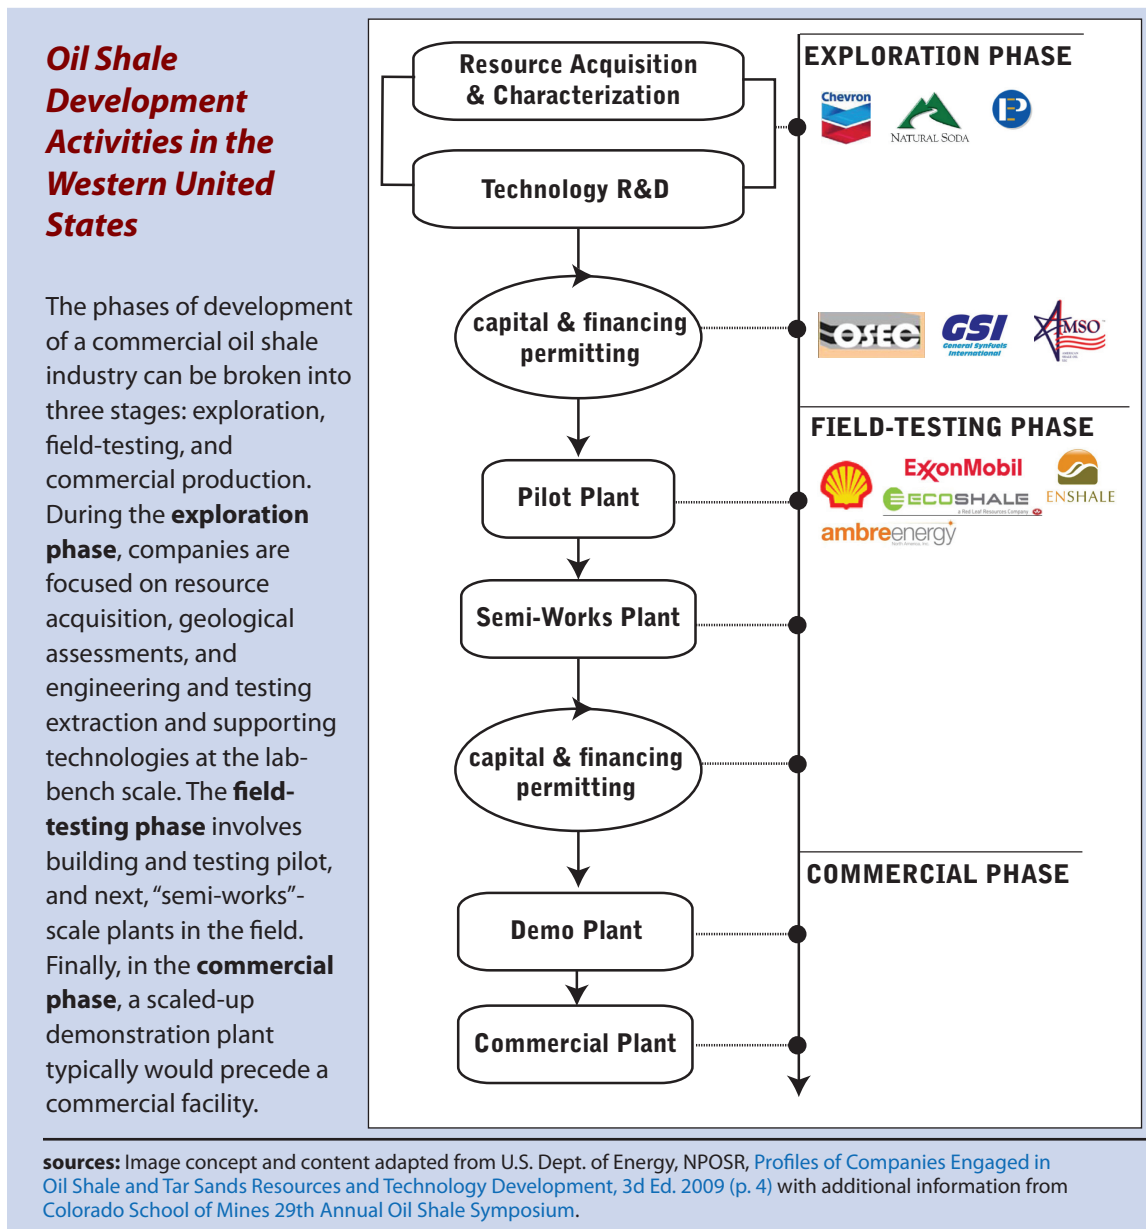 Oil Shale
Development
Activities in the
Western United
States
The phases of development
of a commercial oil shale
industry can be broken into
three stages: exploration,
field-testing, and
commercial production.
During the exploration
phase, companies are
focused on resource
acquisition, geological
assessments, and
engineering and testing
extraction and supporting
technologies at the lab-
bench scale. The field-
testing phase involves
building and testing pilot,
and next, “semi-works”-
scale plants in the field.
Finally, in the commercial
phase, a scaled-up
demonstration plant
typically would precede a
commercial facility.
Resource Acquisition
& Characterization
Technology R&D
capital & financing
permitting
Pilot Plant
Semi-Works Plant
capital & financing
permitting
Demo Plant
Commercial Plant
EXPLORATION PHASE
Chevron
NATURAL SODA
EP
OSEC
GSI
General Synfuels
International
AMSO
FIELD-TESTING PHASE
ExxonMobil
ECOSHALE
a Red Leaf Resources Company
ENSHALE
ambreenergy
North America, Inc.
COMMERCIAL PHASE
sources: Image concept and content adapted from U.S. Dept. of Energy, NPOSR, Profiles of Companies Engaged in
Oil Shale and Tar Sands Resources and Technology Development, 3d Ed. 2009 (p. 4) with additional information from
Colorado School of Mines 29th Annual Oil Shale Symposium.